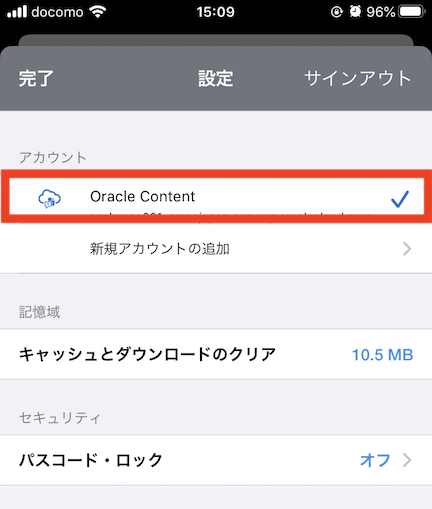 docomo 15:09 96%
完了 設定 サインアウト
アカウント
Oracle Content
新規アカウントの追加
記憶域
キャッシュとダウンロードのクリア 10.5 MB
セキュリティ
パスコード・ロック オフ